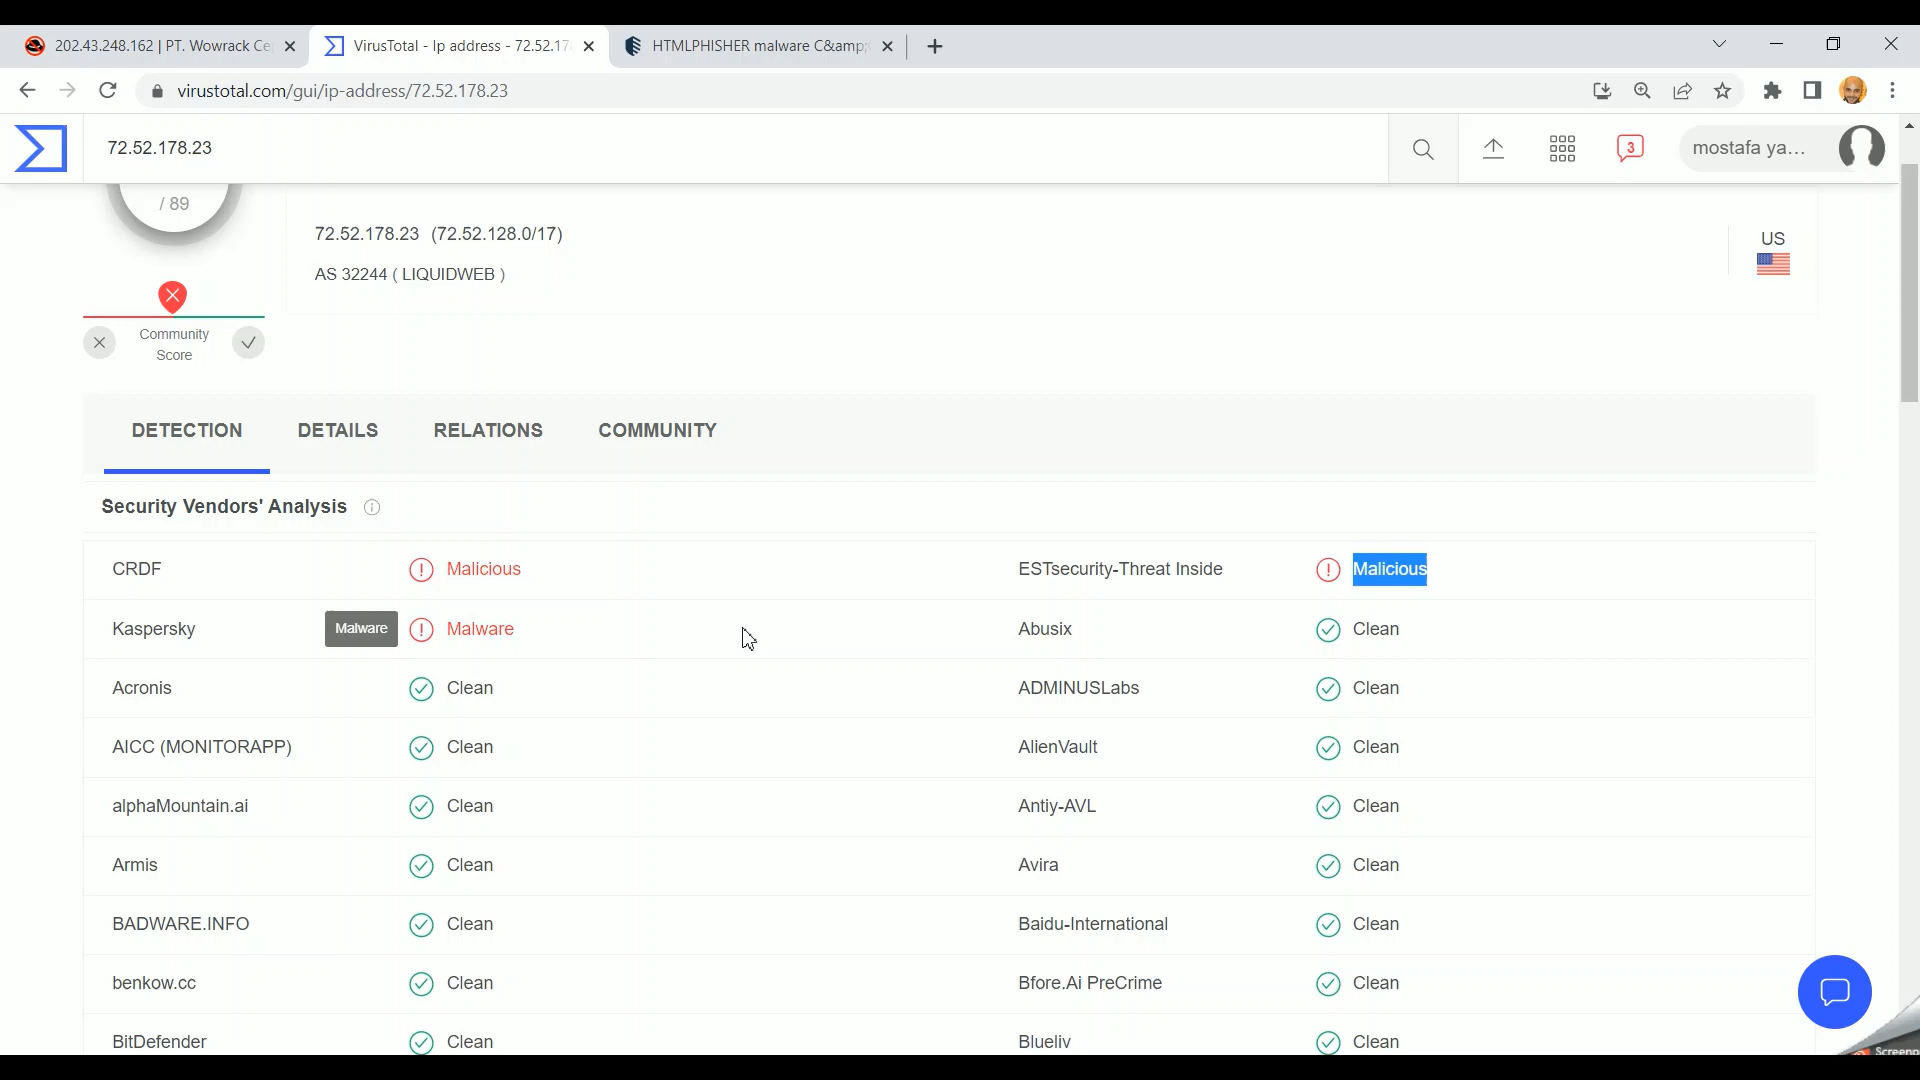 202.43.248.162 | PT. Wowrack Ce
VirusTotal - Ip address - 72.52.17
HTMLPHISHER malware C&amp;
virustotal.com/gui/ip-address/72.52.178.23
72.52.178.23
3
mostafa ya...
/ 89
72.52.178.23 (72.52.128.0/17)
AS 32244 ( LIQUIDWEB )
US
Community
Score
DETECTION DETAILS RELATIONS COMMUNITY
Security Vendors' Analysis
CRDF Malicious ESTsecurity-Threat Inside Malicious
Kaspersky Malware Malware Abusix Clean
Acronis Clean ADMINUSLabs Clean
AICC (MONITORAPP) Clean AlienVault Clean
alphaMountain.ai Clean Antiy-AVL Clean
Armis Clean Avira Clean
BADWARE.INFO Clean Baidu-International Clean
benkow.cc Clean Bfore.Ai PreCrime Clean
BitDefender Clean Blueliv Clean